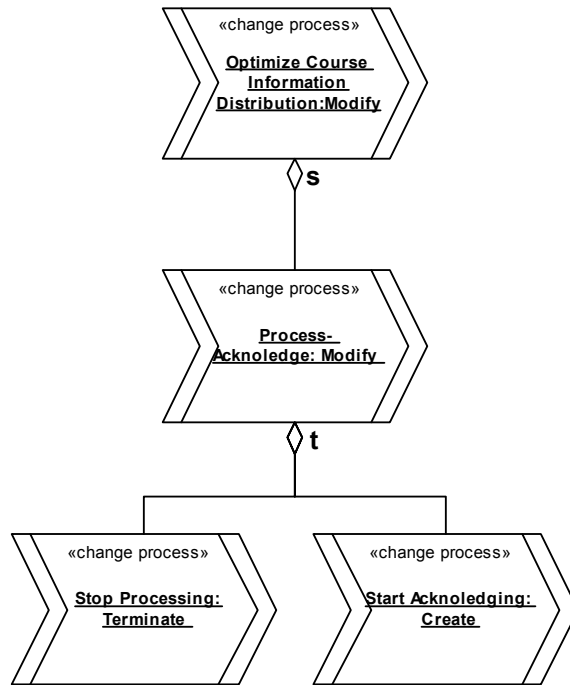 «change process»
Optimize Course
Information
Distribution:Modify
s
«change process»
Process-
Acknoledge: Modify
t
«change process»
Stop Processing:
Terminate
«change process»
Start Acknoledging:
Create